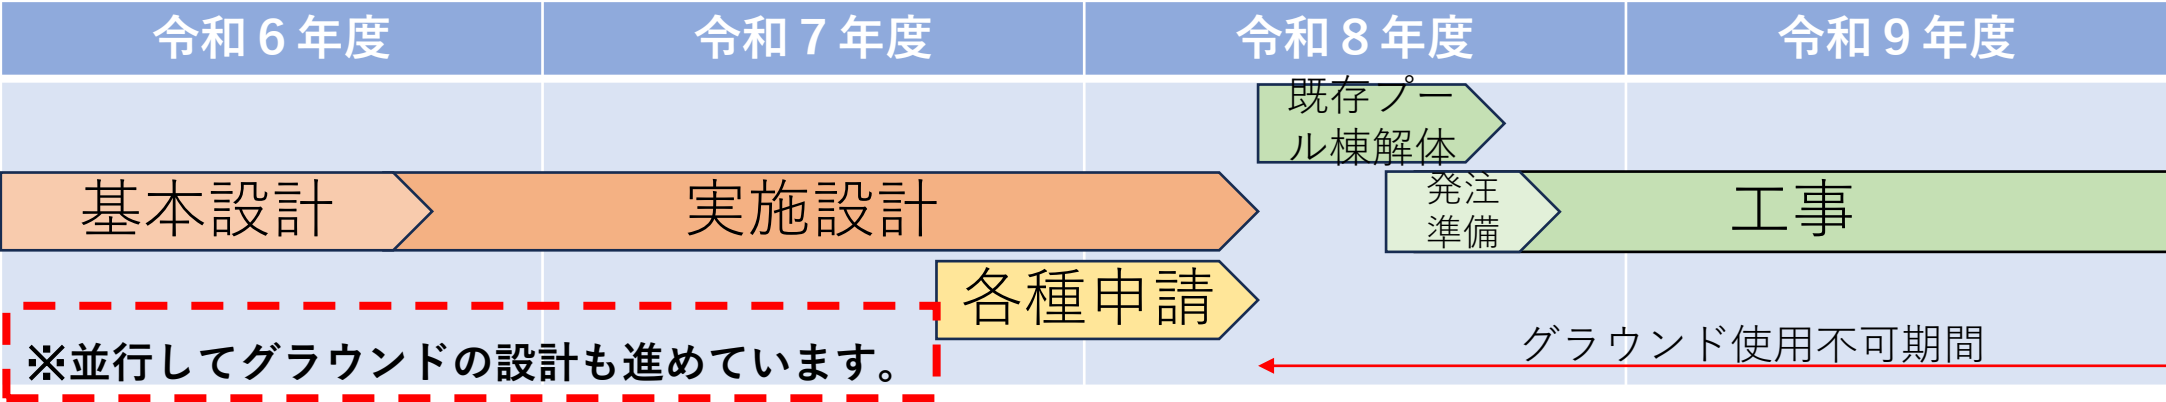 令和６年度
令和７年度
令和８年度
令和９年度
既存プー
ル棟解体
基本設計
実施設計
発注
準備
工事
各種申請
※並行してグラウンドの設計も進めています。
グラウンド使用不可期間